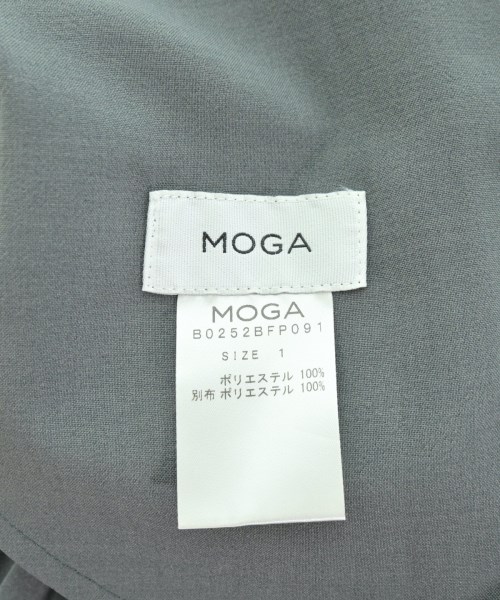 MOGA
MOGA
B0252BFP091
SIZE 1
ポリエステル 100%
別布 ポリエステル 100%